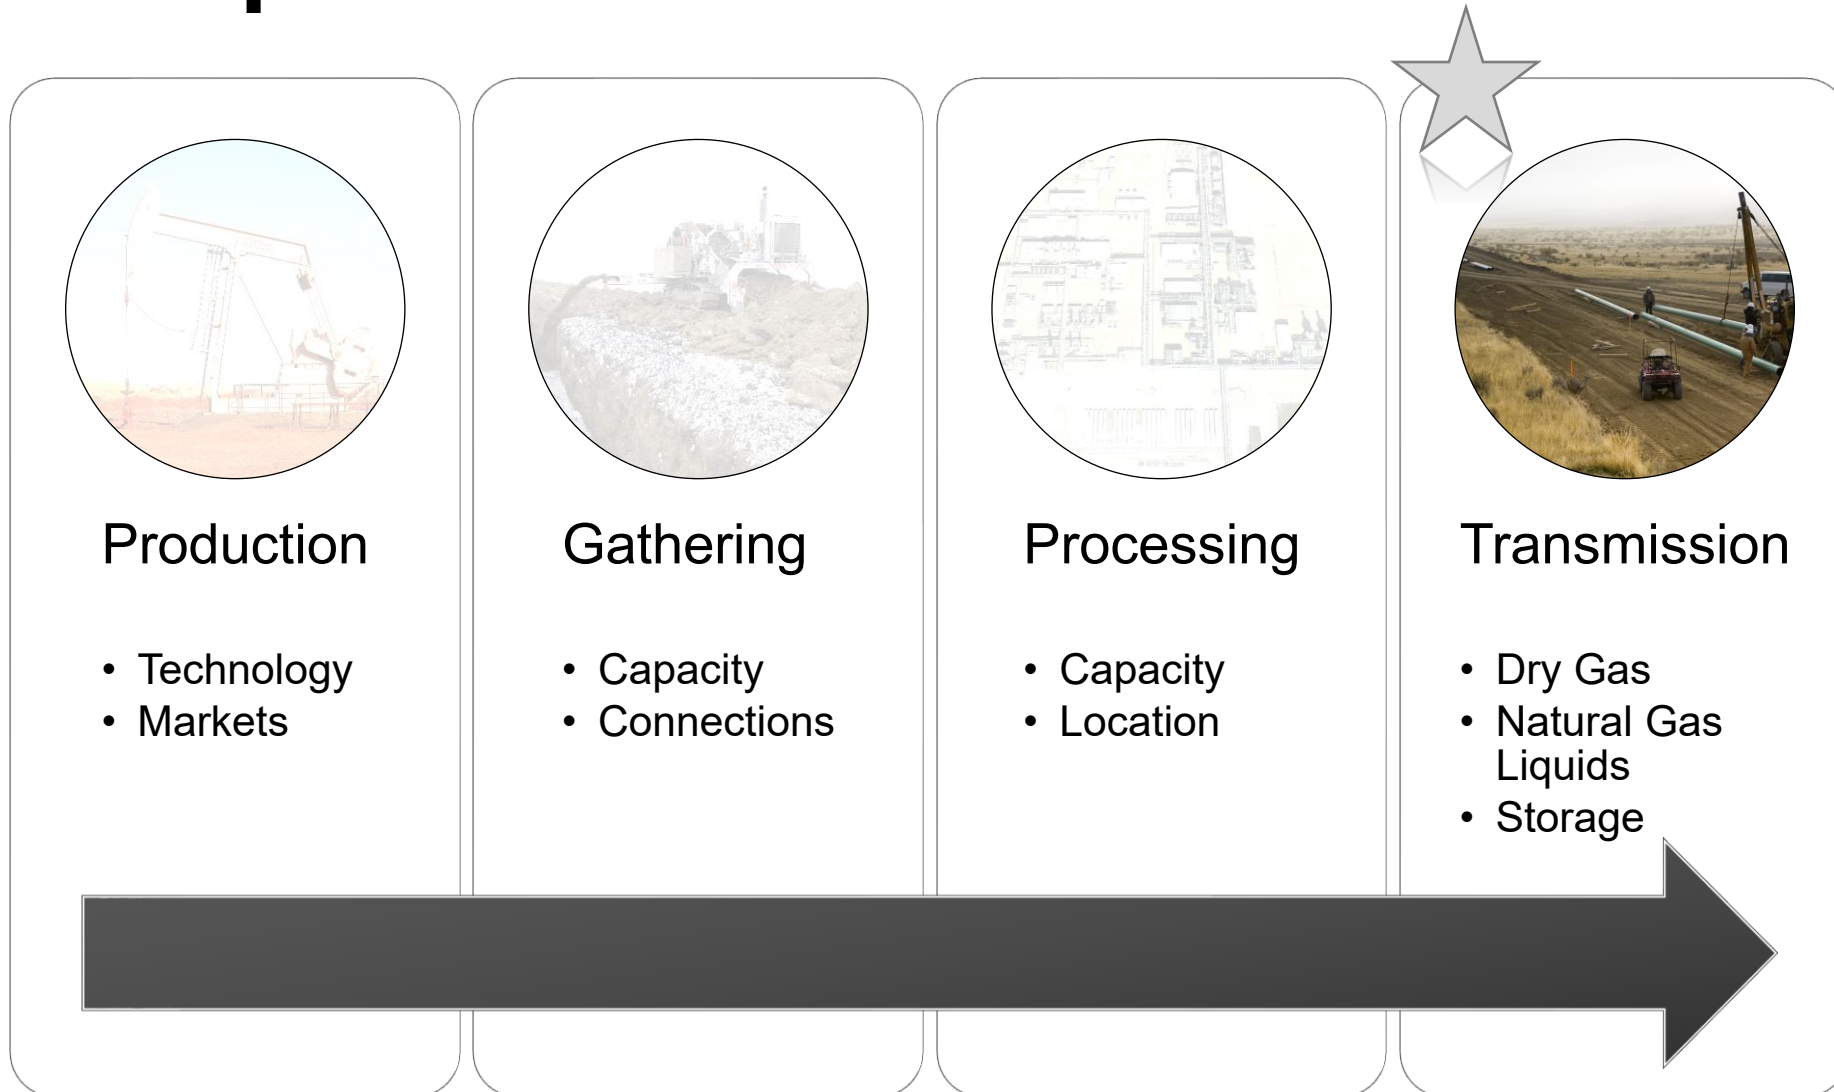 Production
• Technology
• Markets
Gathering
• Capacity
• Connections
Processing
• Capacity
• Location
Transmission
• Dry Gas
• Natural Gas
Liquids
• Storage